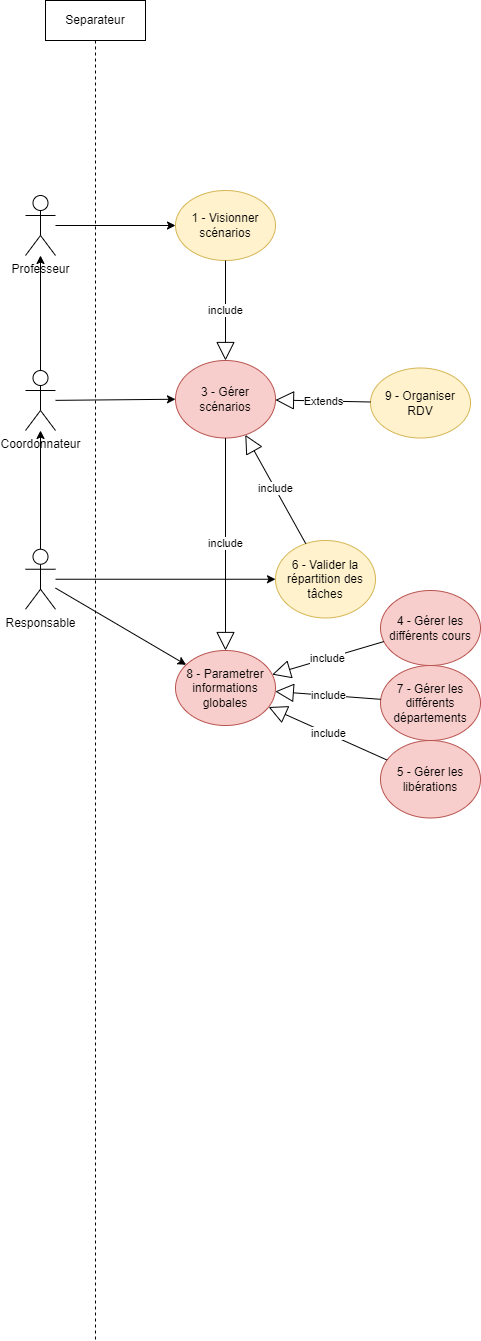 Separateur
1 - Visionner
scénarios
Professeur
include
3 - Gérer
scénarios
Extends
9 - Organiser
RDV
Coordonnateur
include
include
6 - Valider la
répartition des
tâches
Responsable
4 - Gérer les
différents cours
include
8 - Parametrer
informations
globales
include
7 - Gérer les
différents
départements
include
5 - Gérer les
libérations